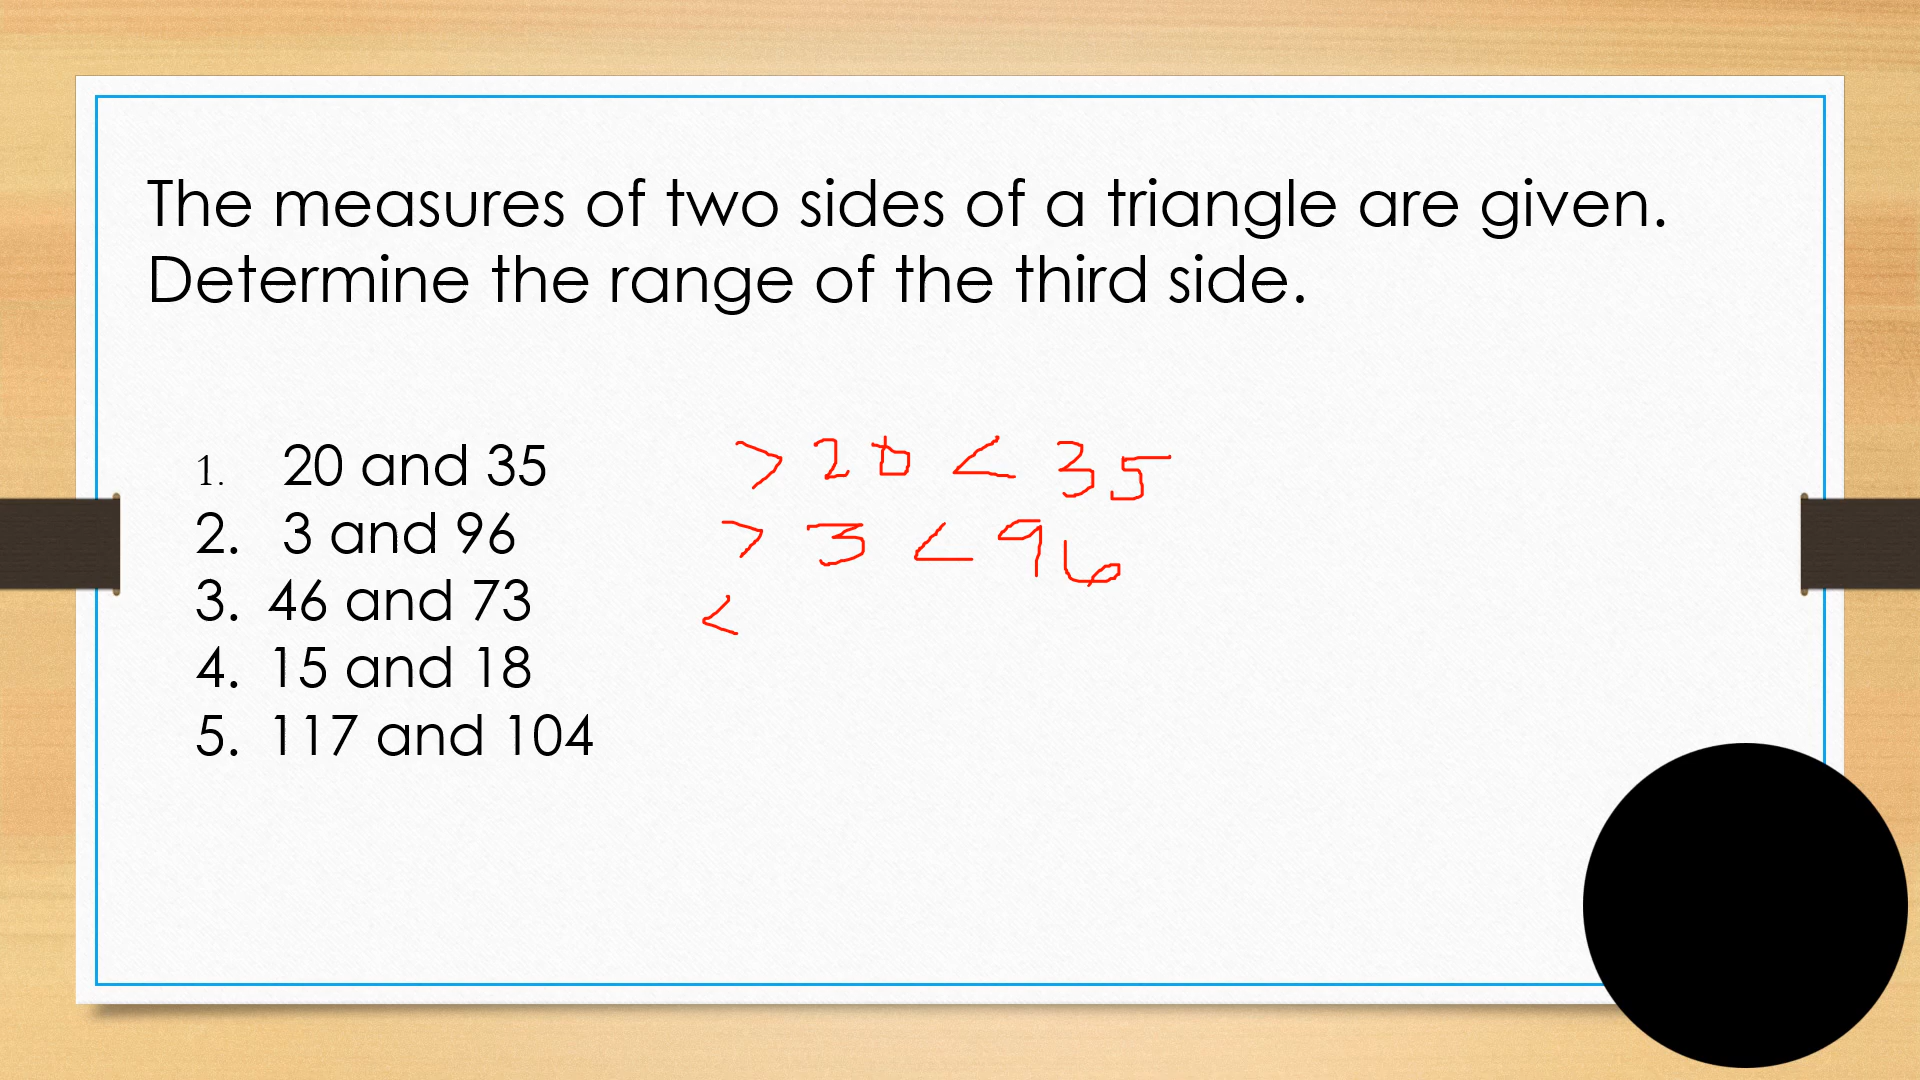 The measures of two sides of a triangle are given.
Determine the range of the third side.
1. 20 and 35 > 20 < 35
2. 3 and 96 > 3 < 96
3. 46 and 73 <
4. 15 and 18
5. 117 and 104